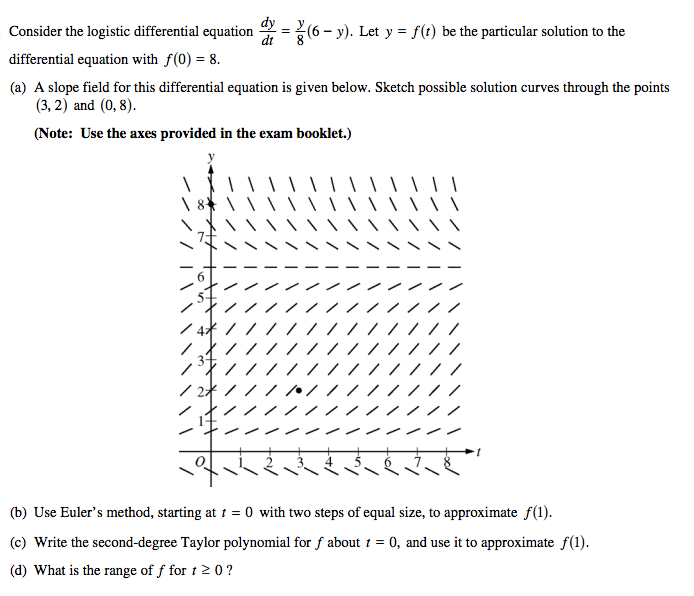 Consider the logistic differential equation dy/dt = y/8 (6 − y). Let y = f(t) be the particular solution to the
differential equation with f(0) = 8.
(a) A slope field for this differential equation is given below. Sketch possible solution curves through the points
(3, 2) and (0, 8).
(Note: Use the axes provided in the exam booklet.)
y
8
7
6
5
4
3
2
1
O 1 2 3 4 5 6 7 8 t
(b) Use Euler's method, starting at t = 0 with two steps of equal size, to approximate f(1).
(c) Write the second-degree Taylor polynomial for f about t = 0, and use it to approximate f(1).
(d) What is the range of f for t ≥ 0 ?